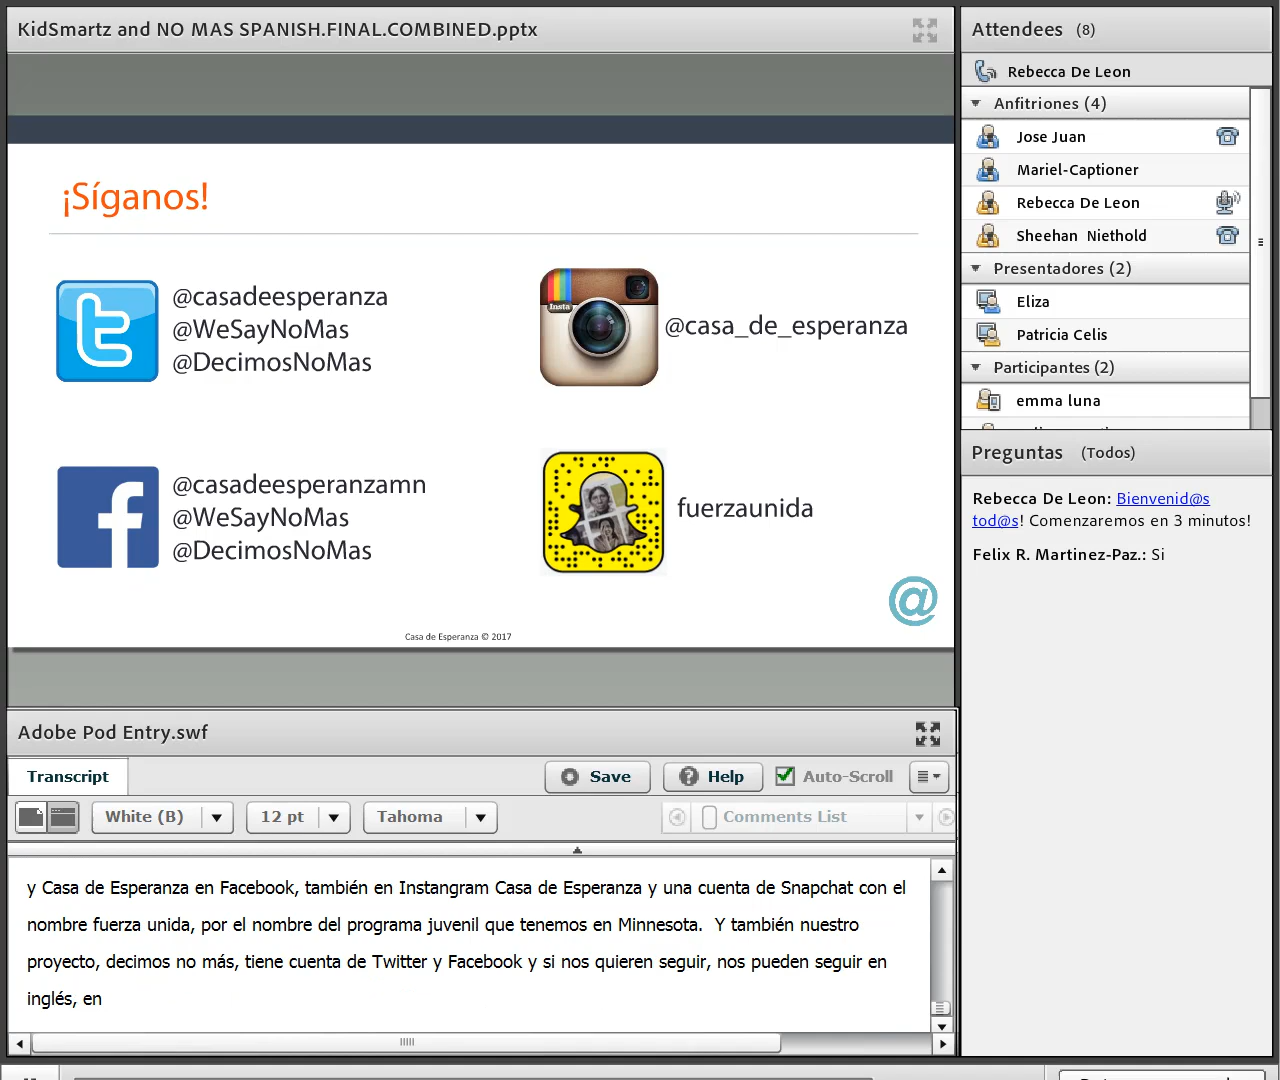 KidSmartz and NO MAS SPANISH.FINAL.COMBINED.pptx
¡Síganos!
@casadeesperanza
@WeSayNoMas
@DecimosNoMas
Insta
@casa_de_esperanza
@casadeesperanzamn
@WeSayNoMas
@DecimosNoMas
fuerzaunida
@
Casa de Esperanza © 2017
Adobe Pod Entry.swf
Transcript
Save
Help
Auto-Scroll
White (B)
12 pt
Tahoma
Comments List
y Casa de Esperanza en Facebook, también en Instangram Casa de Esperanza y una cuenta de Snapchat con el
nombre fuerza unida, por el nombre del programa juvenil que tenemos en Minnesota.  Y también nuestro
proyecto, decimos no más, tiene cuenta de Twitter y Facebook y si nos quieren seguir, nos pueden seguir en
inglés, en
Attendees (8)
Rebecca De Leon
Anfitriones (4)
Jose Juan
Mariel-Captioner
Rebecca De Leon
Sheehan Niethold
Presentadores (2)
Eliza
Patricia Celis
Participantes (2)
emma luna
Preguntas (Todos)
Rebecca De Leon: Bienvenid@s
tod@s! Comenzaremos en 3 minutos!
Felix R. Martinez-Paz.: Si